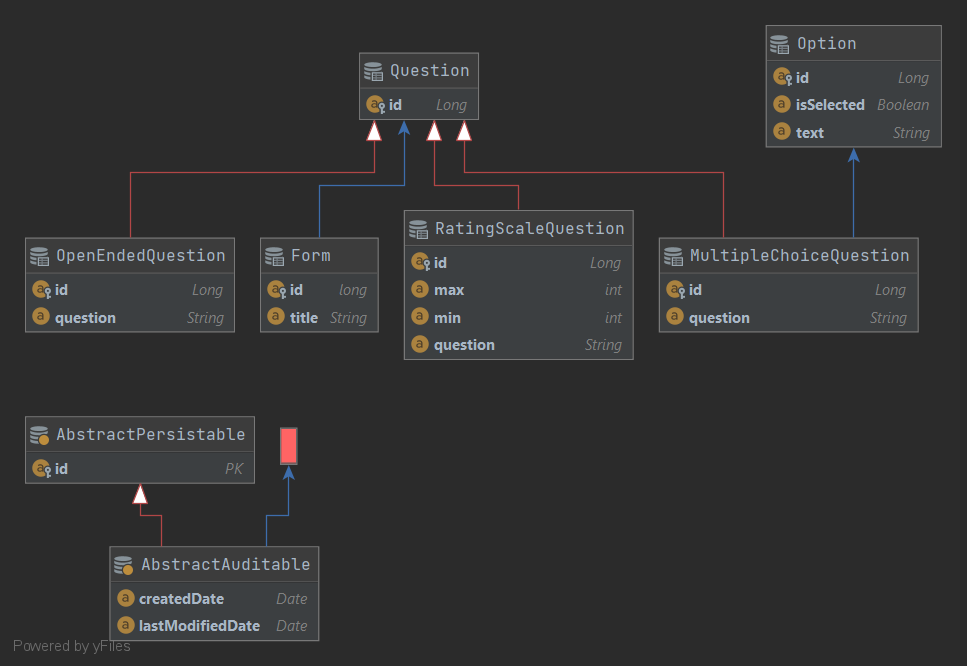 Question
id Long
Option
id Long
isSelected Boolean
text String
OpenEndedQuestion
id Long
question String
Form
id long
title String
RatingScaleQuestion
id Long
max int
min int
question String
MultipleChoiceQuestion
id Long
question String
AbstractPersistable
id PK
AbstractAuditable
createdDate Date
lastModifiedDate Date
Powered by yFiles